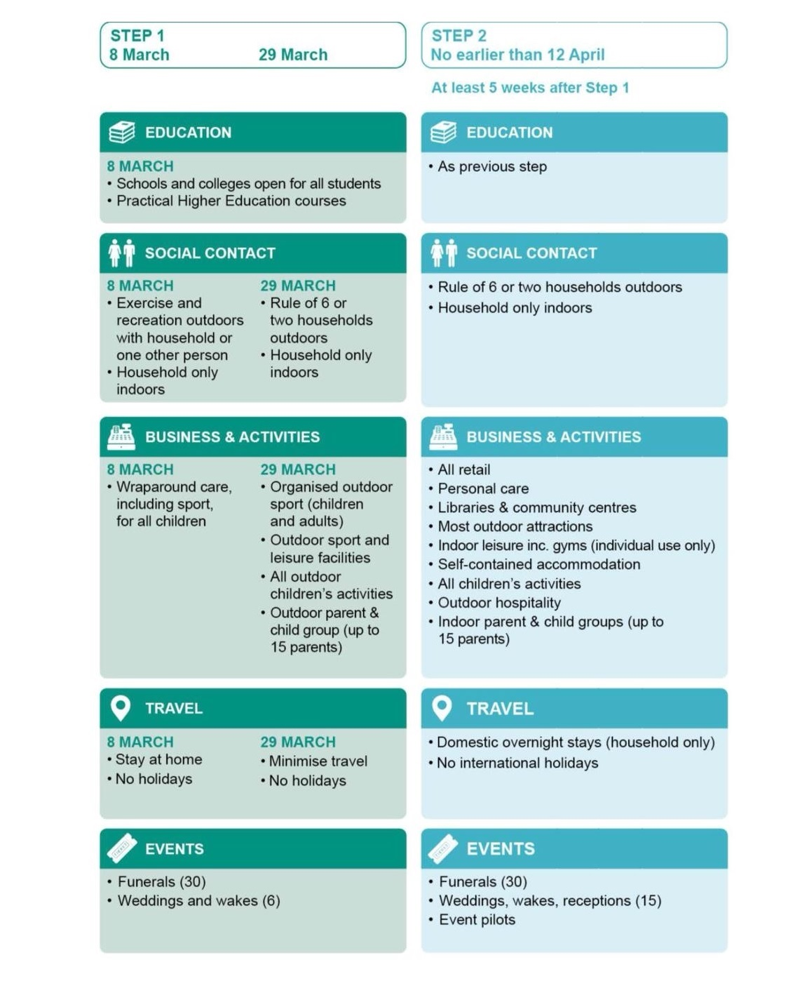 STEP 1
8 March 29 March
STEP 2
No earlier than 12 April
At least 5 weeks after Step 1
EDUCATION
8 MARCH
• Schools and colleges open for all students
• Practical Higher Education courses
EDUCATION
• As previous step
SOCIAL CONTACT
8 MARCH
• Exercise and
recreation outdoors
with household or
one other person
• Household only
indoors
29 MARCH
• Rule of 6 or
two households
outdoors
• Household only
indoors
SOCIAL CONTACT
• Rule of 6 or two households outdoors
• Household only indoors
BUSINESS & ACTIVITIES
8 MARCH
• Wraparound care,
including sport,
for all children
29 MARCH
• Organised outdoor
sport (children
and adults)
• Outdoor sport and
leisure facilities
• All outdoor
children’s activities
• Outdoor parent &
child group (up to
15 parents)
BUSINESS & ACTIVITIES
• All retail
• Personal care
• Libraries & community centres
• Most outdoor attractions
• Indoor leisure inc. gyms (individual use only)
• Self-contained accommodation
• All children’s activities
• Outdoor hospitality
• Indoor parent & child groups (up to
15 parents)
TRAVEL
8 MARCH
• Stay at home
• No holidays
29 MARCH
• Minimise travel
• No holidays
TRAVEL
• Domestic overnight stays (household only)
• No international holidays
EVENTS
• Funerals (30)
• Weddings and wakes (6)
EVENTS
• Funerals (30)
• Weddings, wakes, receptions (15)
• Event pilots